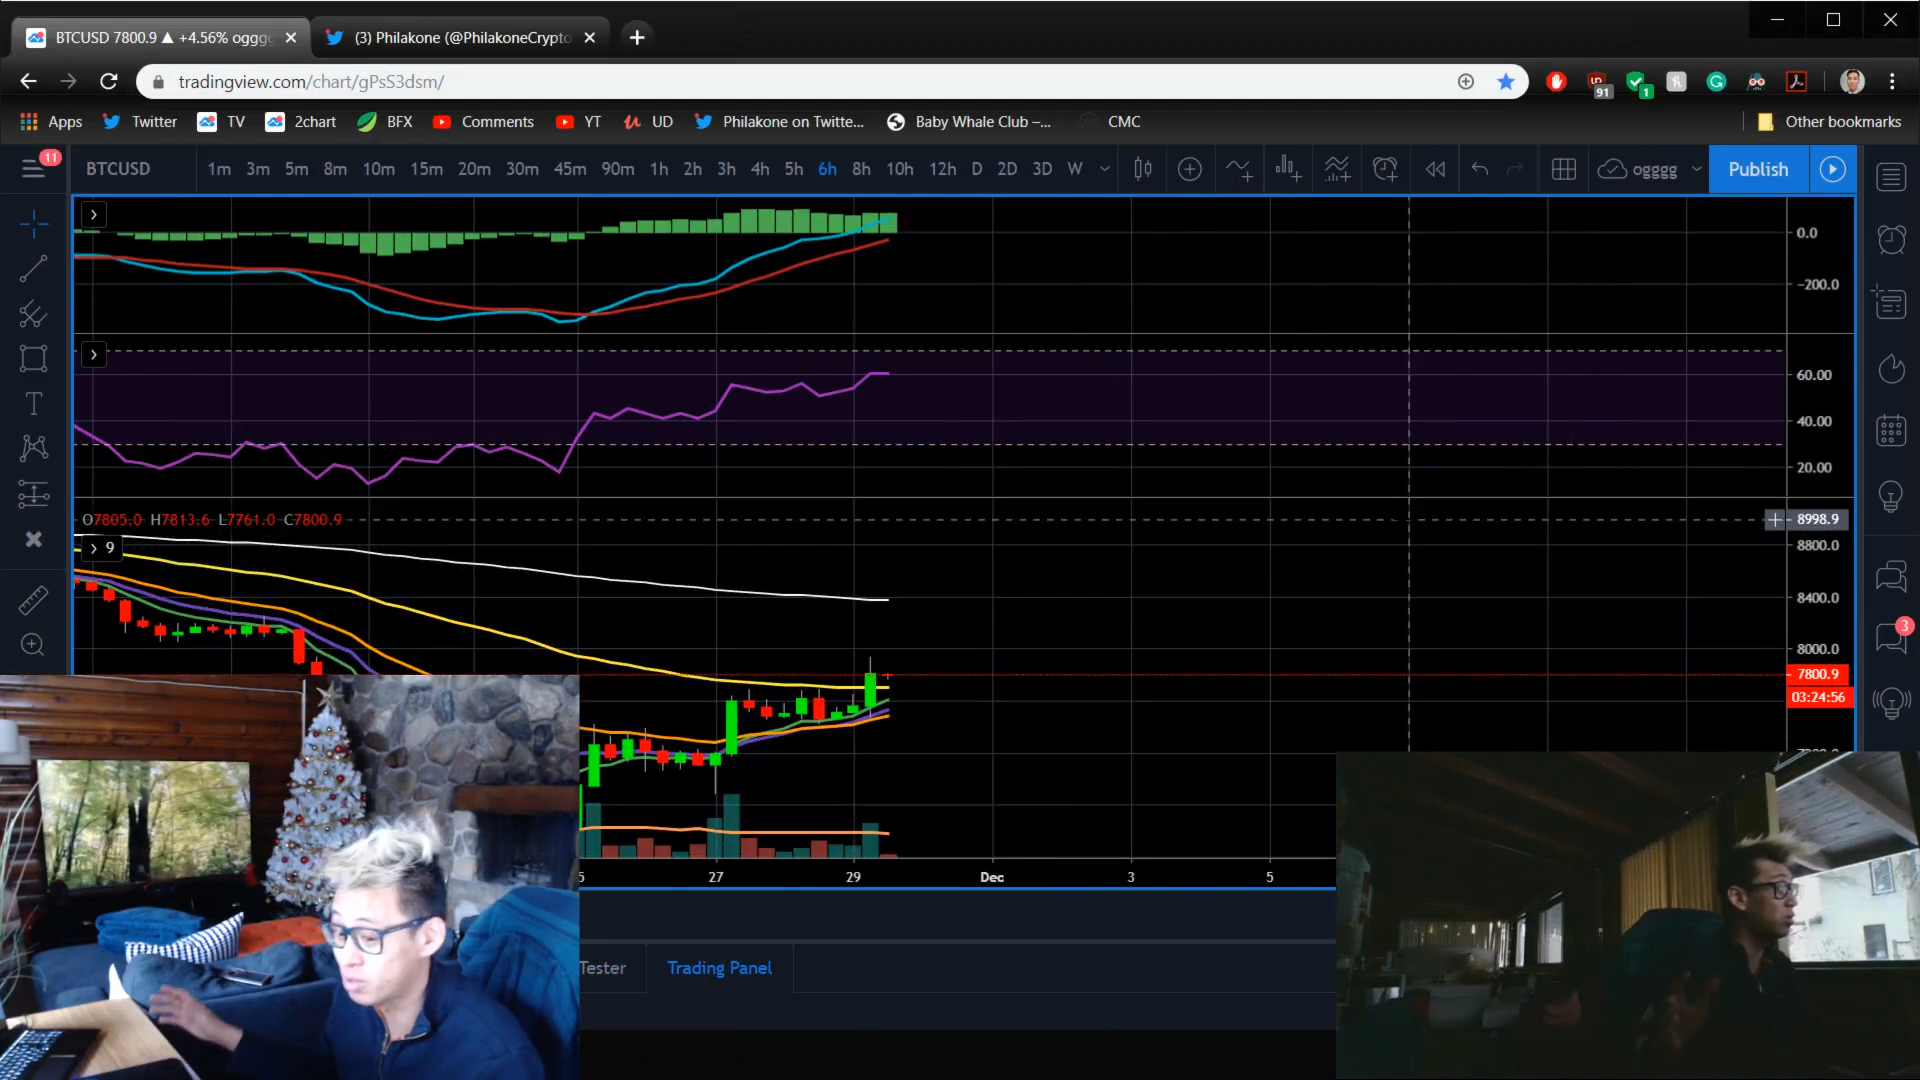 BTCUSD 7800.9 ▲ +4.56% ogggg
(3) Philakone (@PhilakoneCrypto
tradingview.com/chart/gPsS3dsm/
91
1
Apps Twitter TV 2chart BFX Comments YT UD Philakone on Twitte... Baby Whale Club –... CMC Other bookmarks
11
BTCUSD 1m 3m 5m 8m 10m 15m 20m 30m 45m 90m 1h 2h 3h 4h 5h 6h 8h 10h 12h D 2D 3D W ogggg Publish
0.0
−200.0
60.00
40.00
20.00
O7805.0 H7813.6 L7761.0 C7800.9
8998.9
9
8800.0
8400.0
3
8000.0
7800.9
03:24:56
27 29 Dec 3 5
Tester Trading Panel